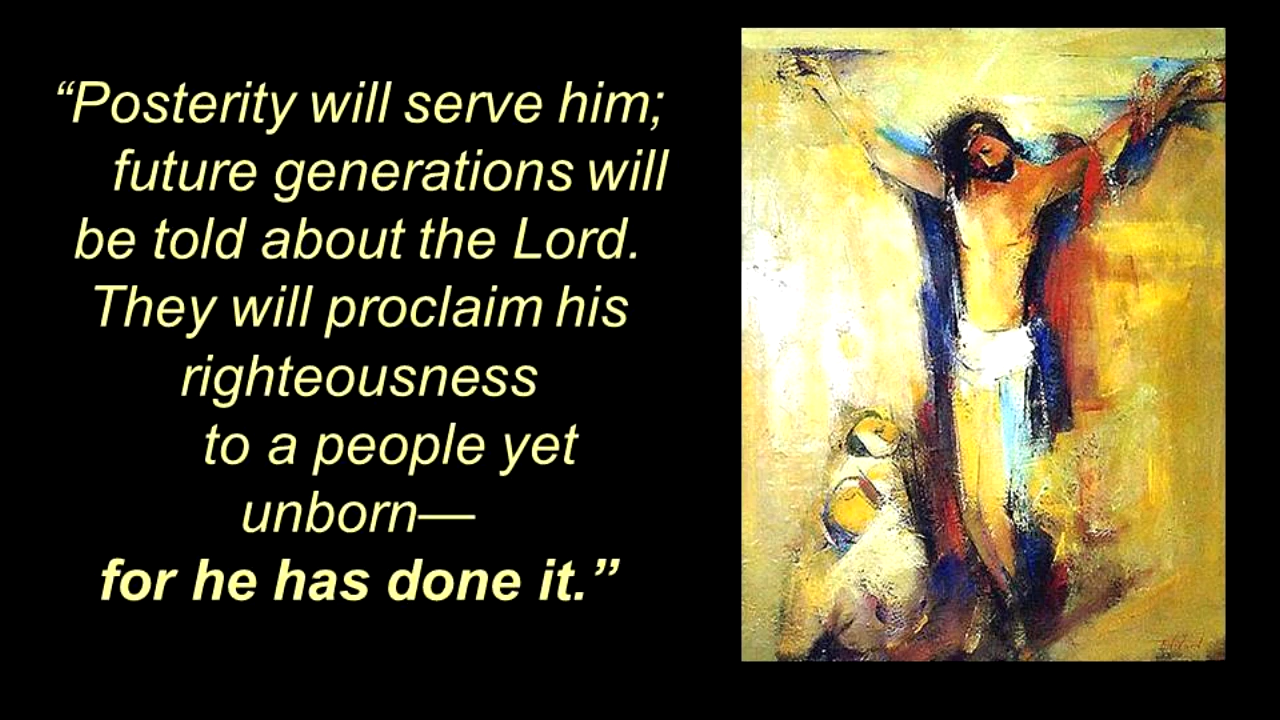 “Posterity will serve him;
future generations will
be told about the Lord.
They will proclaim his
righteousness
to a people yet
unborn—
for he has done it.”